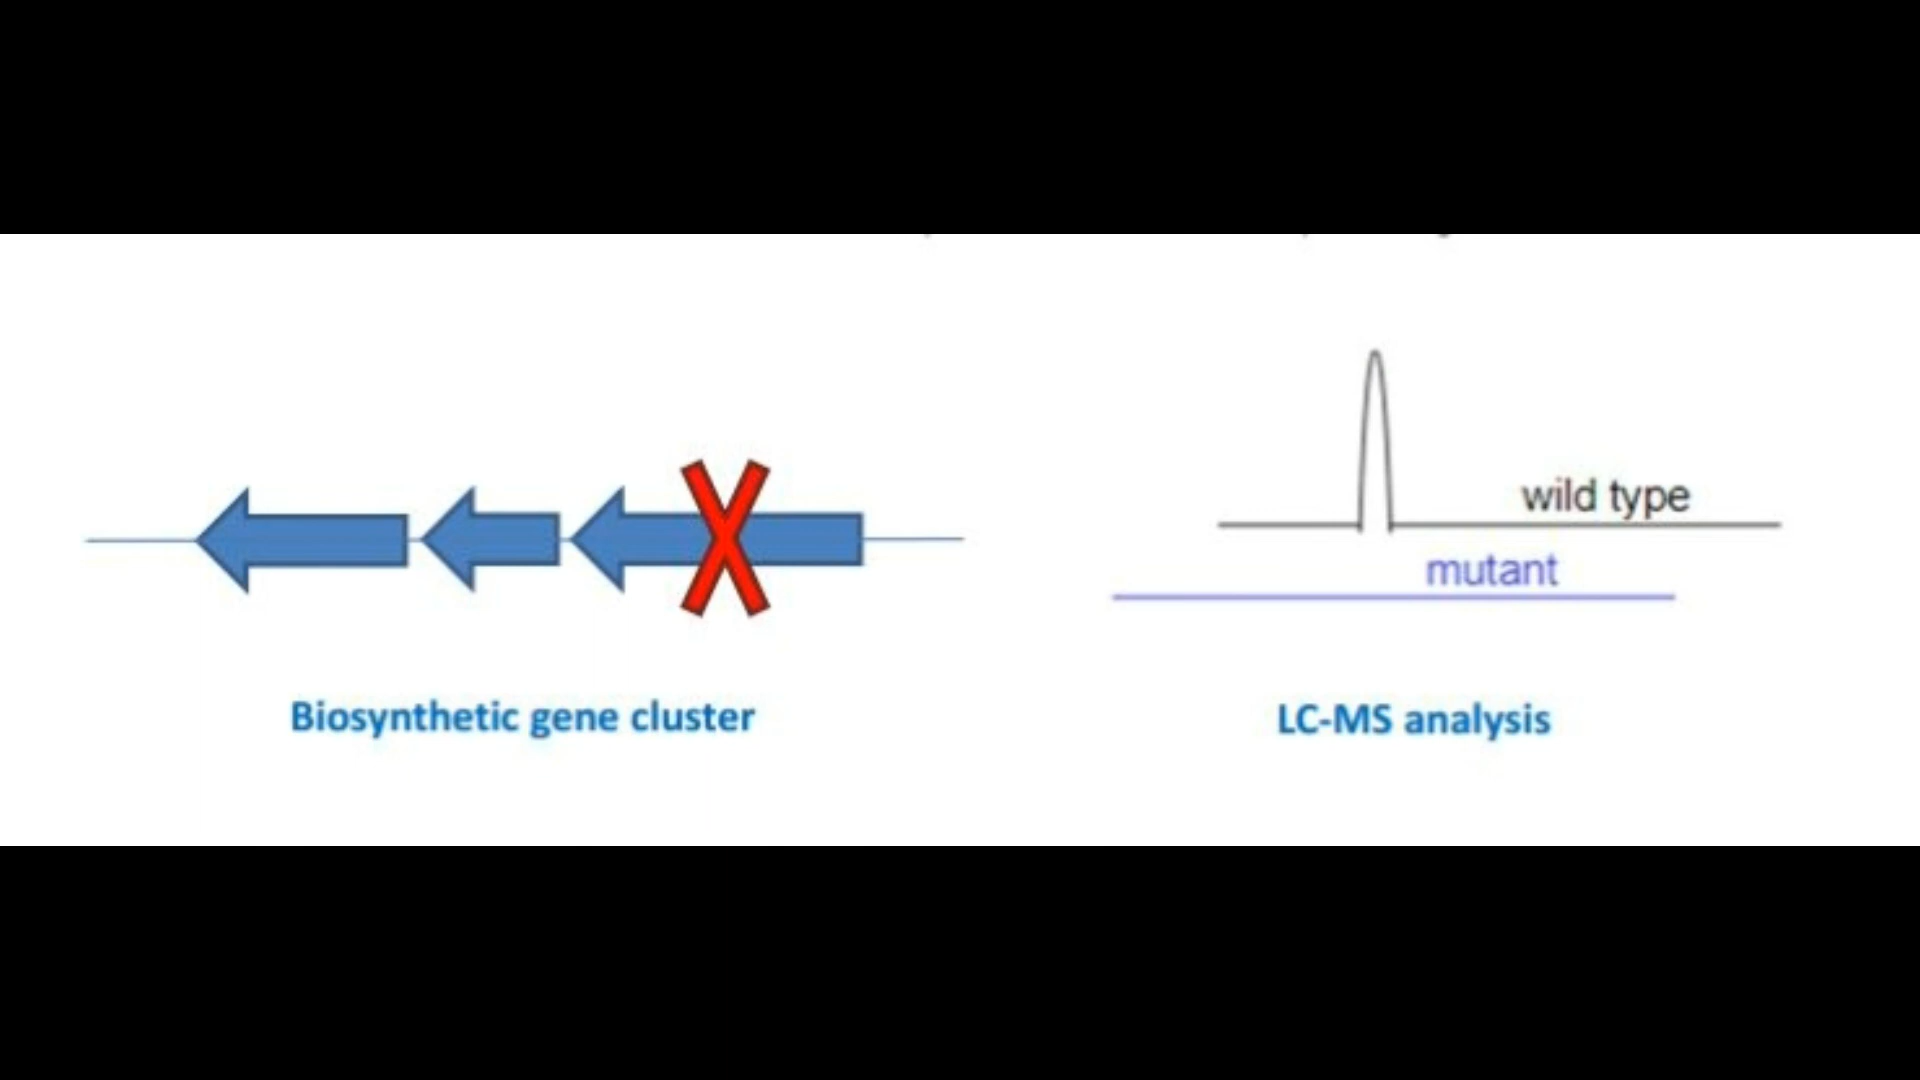 wild type
mutant
Biosynthetic gene cluster
LC-MS analysis